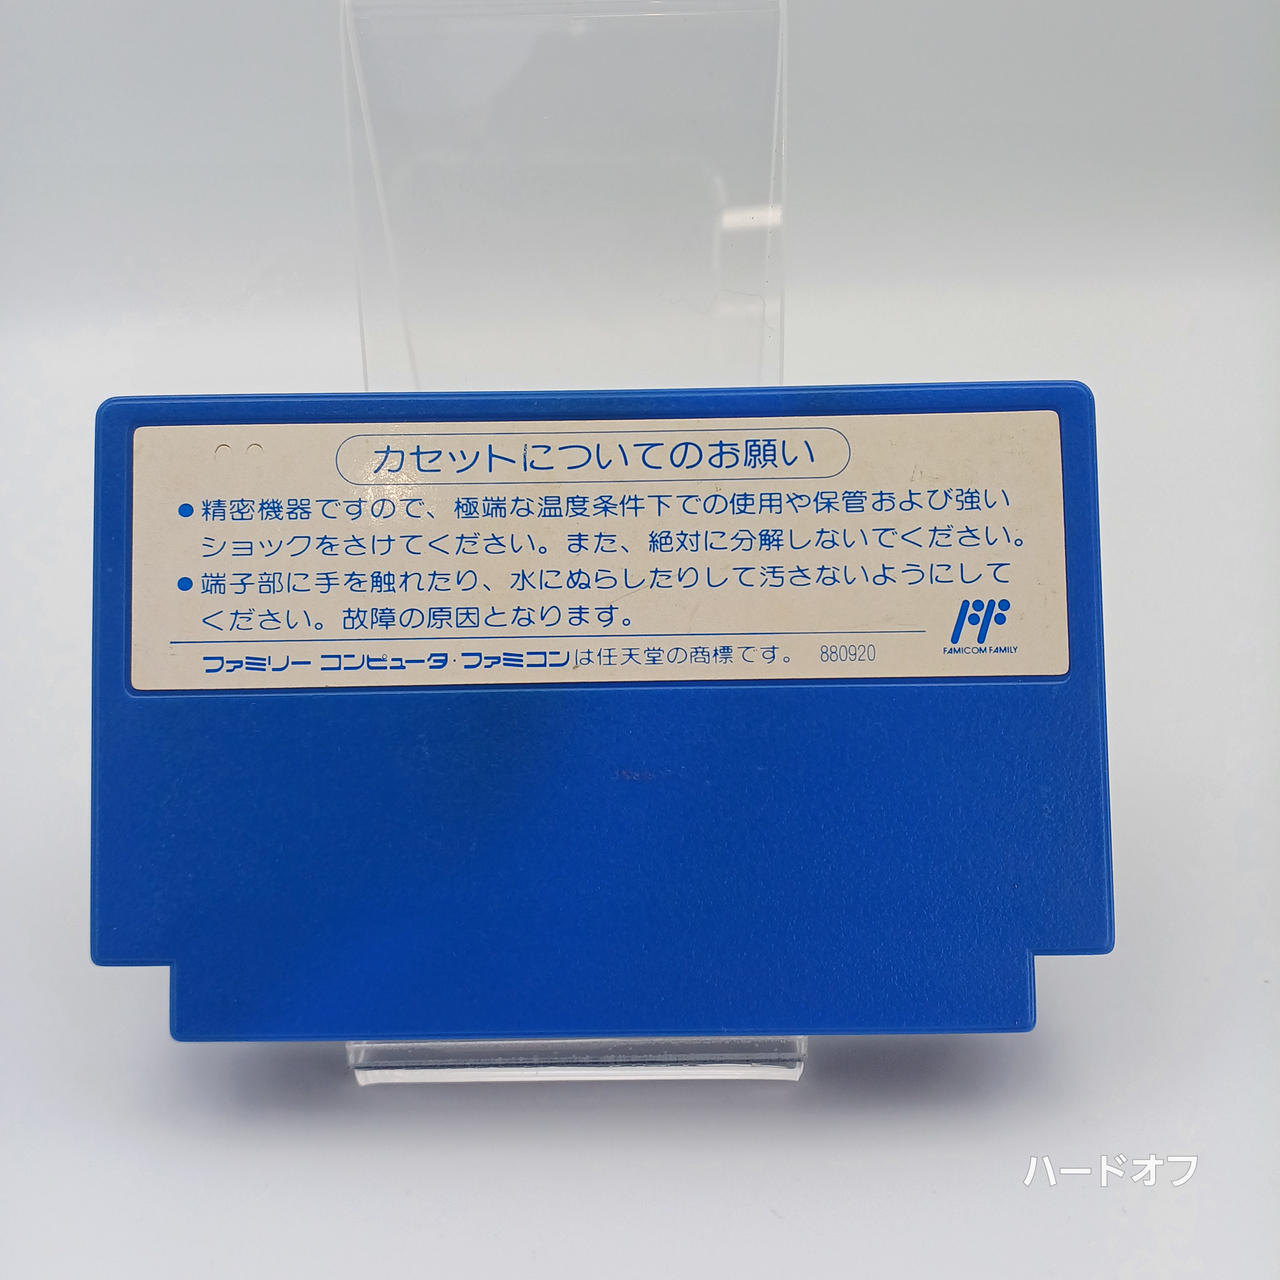 カセットについてのお願い
●精密機器ですので、極端な温度条件下での使用や保管および強い
ショックをさけてください。また、絶対に分解しないでください。
●端子部に手を触れたり、水にぬらしたりして汚さないようにして
ください。故障の原因となります。
FAMICOM FAMILY
ファミリー コンピュータ・ファミコンは任天堂の商標です。 880920
ハードオフ